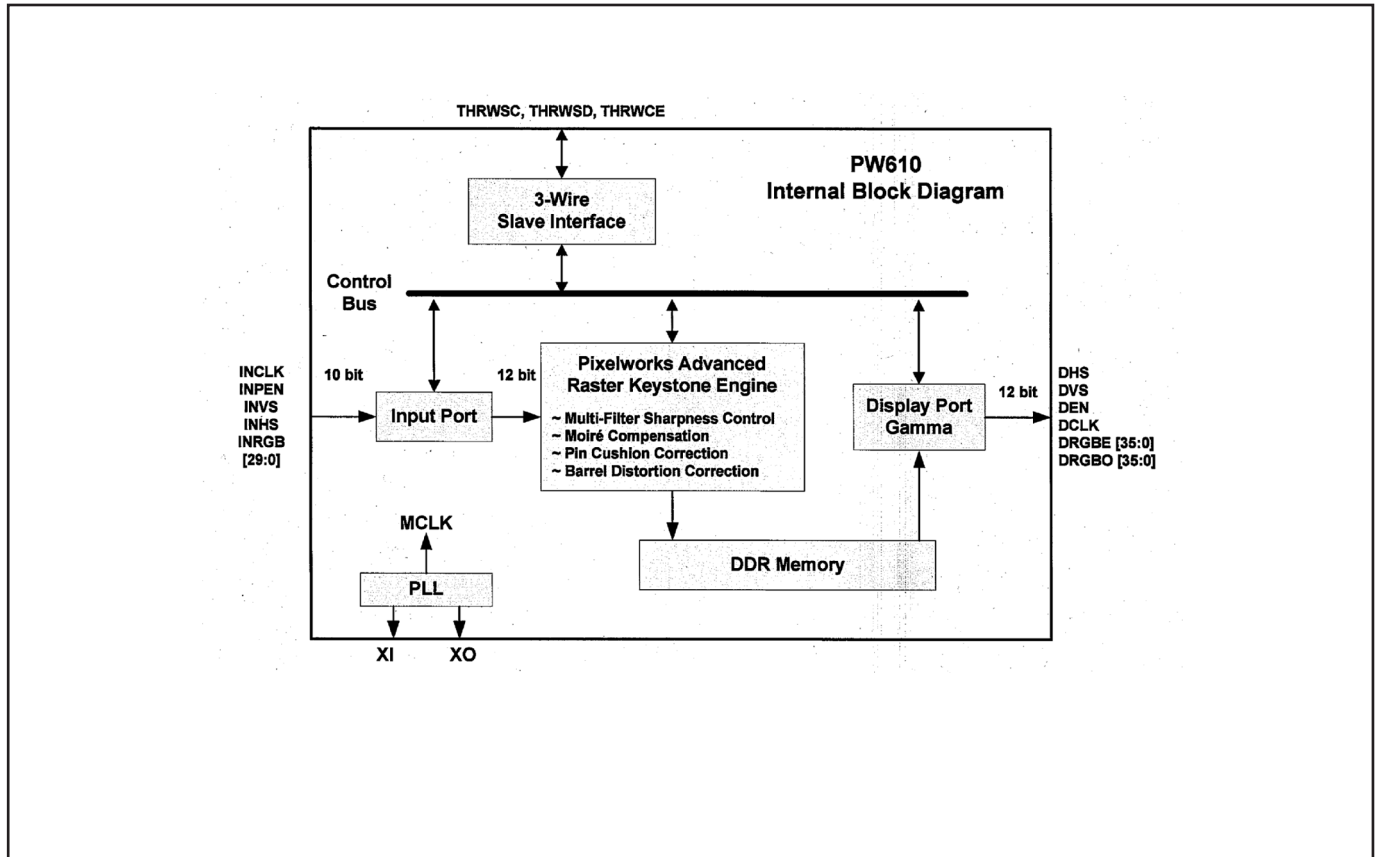 THRWSC, THRWSD, THRWCE
PW610
Internal Block Diagram
3-Wire
Slave Interface
Control
Bus
INCLK
INPEN
INVS
INHS
INRGB
[29:0]
10 bit
Input Port
12 bit
Pixelworks Advanced
Raster Keystone Engine
~ Multi-Filter Sharpness Control
~ Moiré Compensation
~ Pin Cushion Correction
~ Barrel Distortion Correction
Display Port
Gamma
12 bit
DHS
DVS
DEN
DCLK
DRGBE [35:0]
DRGBO [35:0]
MCLK
PLL
DDR Memory
XI
XO